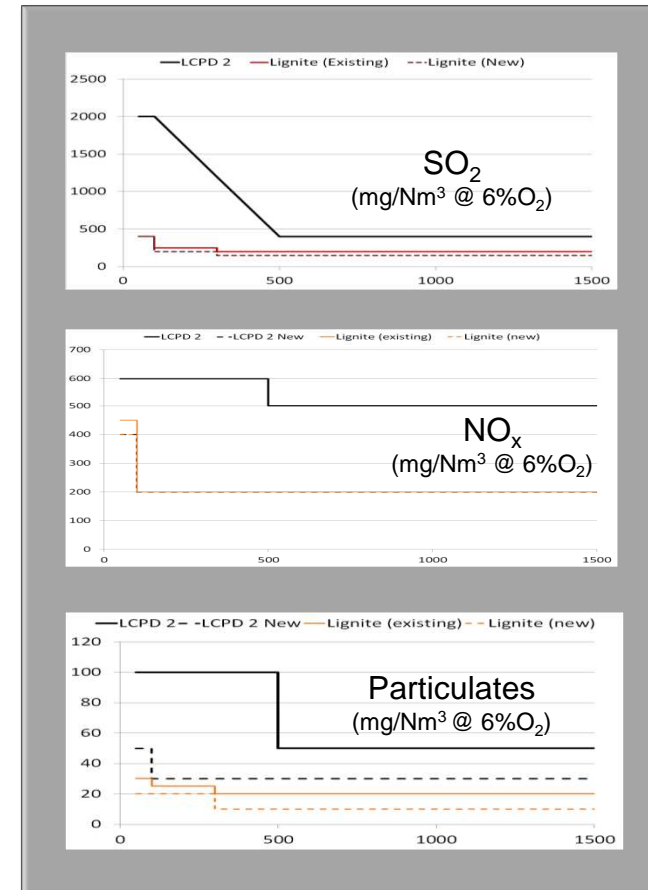 —LCPD 2 —Lignite (Existing) ---Lignite (New)
2500
2000
1500
1000
500
0
SO₂
(mg/Nm³ @ 6%O₂)
0 500 1000 1500
—LCPD 2 - -LCPD 2 New —Lignite (existing) - - Lignite (new)
700
600
500
400
300
200
100
0
NOₓ
(mg/Nm³ @ 6%O₂)
0 500 1000 1500
—LCPD 2 - -LCPD 2 New —Lignite (existing) - - Lignite (new)
120
100
80
60
40
20
0
Particulates
(mg/Nm³ @ 6%O₂)
0 500 1000 1500